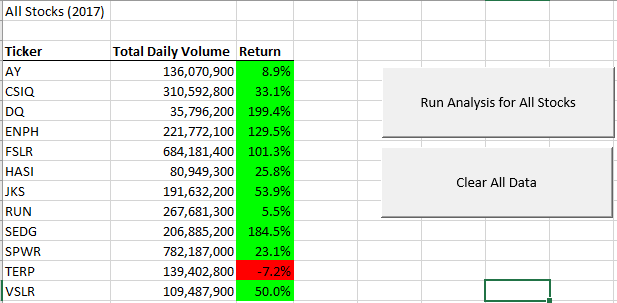 All Stocks (2017)
Ticker Total Daily Volume Return
AY 136,070,900 8.9%
CSIQ 310,592,800 33.1%
DQ 35,796,200 199.4%
ENPH 221,772,100 129.5%
FSLR 684,181,400 101.3%
HASI 80,949,300 25.8%
JKS 191,632,200 53.9%
RUN 267,681,300 5.5%
SEDG 206,885,200 184.5%
SPWR 782,187,000 23.1%
TERP 139,402,800 -7.2%
VSLR 109,487,900 50.0%
Run Analysis for All Stocks
Clear All Data